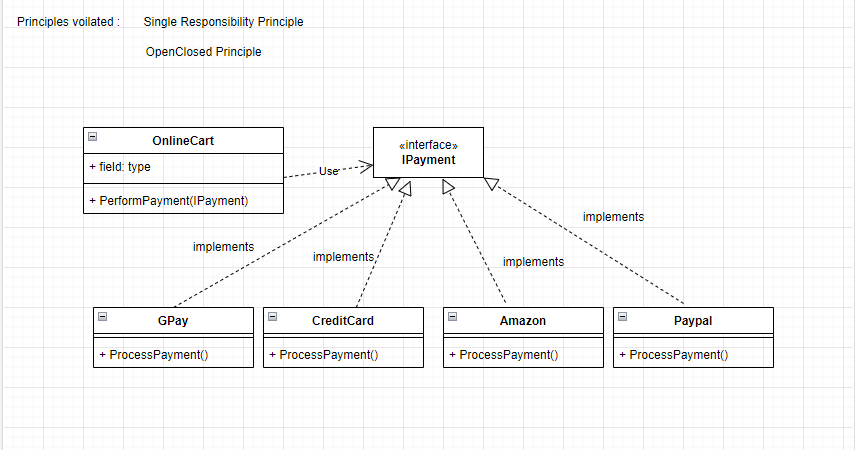 Principles voilated : Single Responsibility Principle
OpenClosed Principle
OnlineCart
+ field: type
+ PerformPayment(IPayment)
Use
«interface»
IPayment
implements
implements
implements
implements
GPay
+ ProcessPayment()
CreditCard
+ ProcessPayment()
Amazon
+ ProcessPayment()
Paypal
+ ProcessPayment()